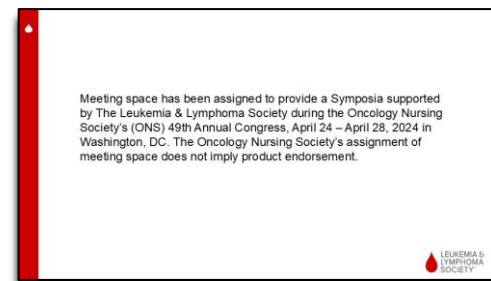 Meeting space has been assigned to provide a Symposia supported
by The Leukemia & Lymphoma Society during the Oncology Nursing
Society's (ONS) 49th Annual Congress, April 24 – April 28, 2024 in
Washington, DC. The Oncology Nursing Society's assignment of
meeting space does not imply product endorsement.
LEUKEMIA &
LYMPHOMA
SOCIETY